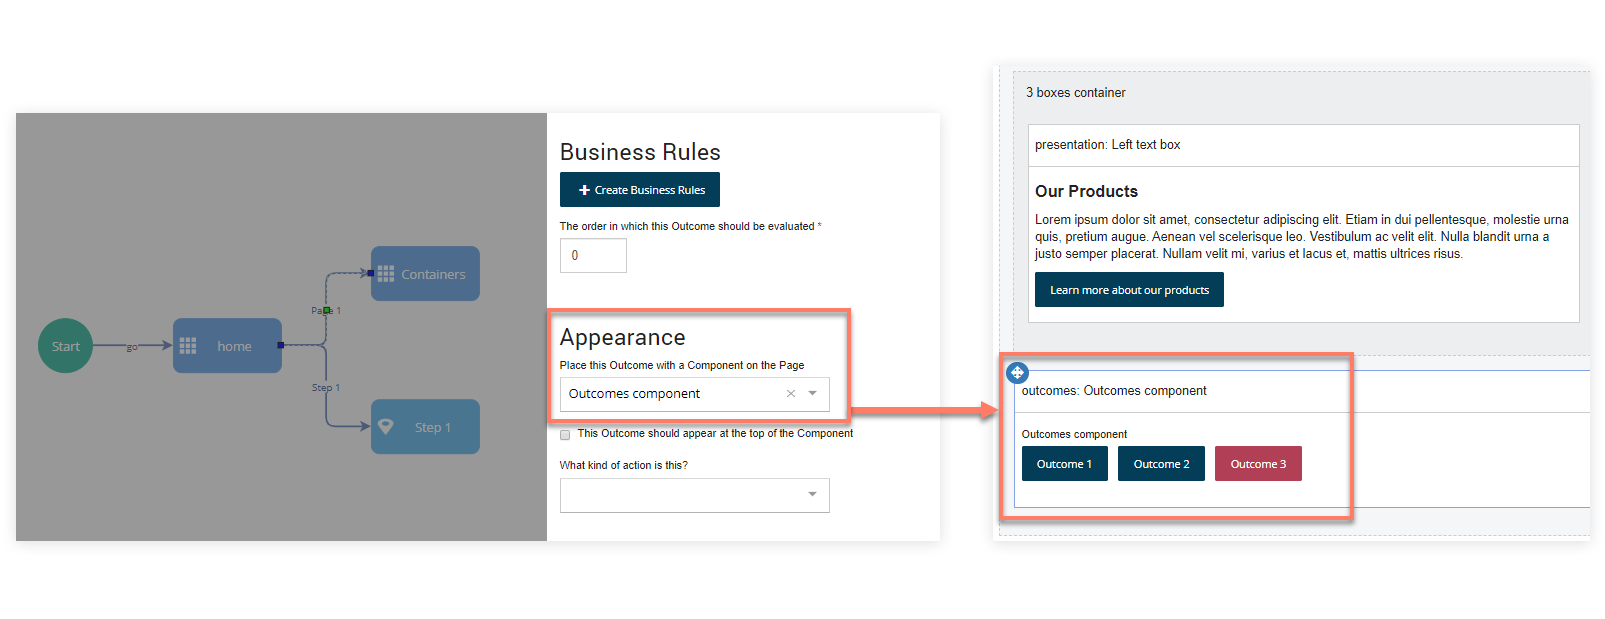 Start
go
home
Page 1
Containers
Step 1
Step 1
Business Rules
Create Business Rules
The order in which this Outcome should be evaluated *
0
Appearance
Place this Outcome with a Component on the Page
Outcomes component
This Outcome should appear at the top of the Component
What kind of action is this?
3 boxes container
presentation: Left text box
Our Products
Lorem ipsum dolor sit amet, consectetur adipiscing elit. Etiam in dui pellentesque, molestie urna
quis, pretium augue. Aenean vel scelerisque leo. Vestibulum ac velit elit. Nulla blandit urna a
justo semper placerat. Nullam velit mi, varius et lacus et, mattis ultrices risus.
Learn more about our products
outcomes: Outcomes component
Outcomes component
Outcome 1 Outcome 2 Outcome 3